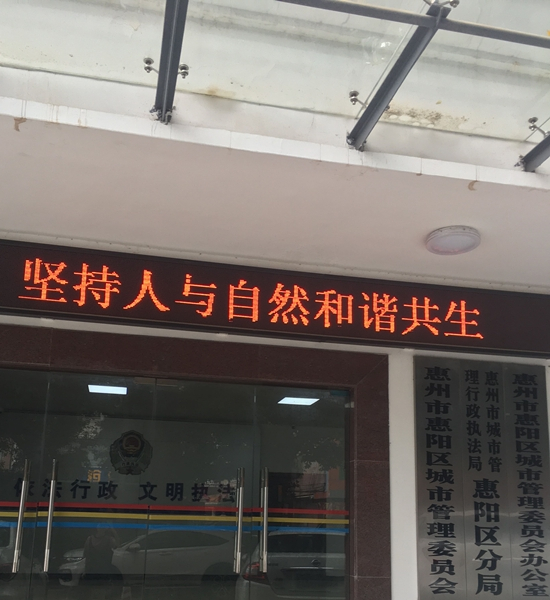 坚持人与自然和谐共生
依法行政 文明执法
惠州市惠阳区城市管理委员会
惠州市城市管理行政执法局
惠阳区分局
惠州市惠阳区城市管理委员会办公室